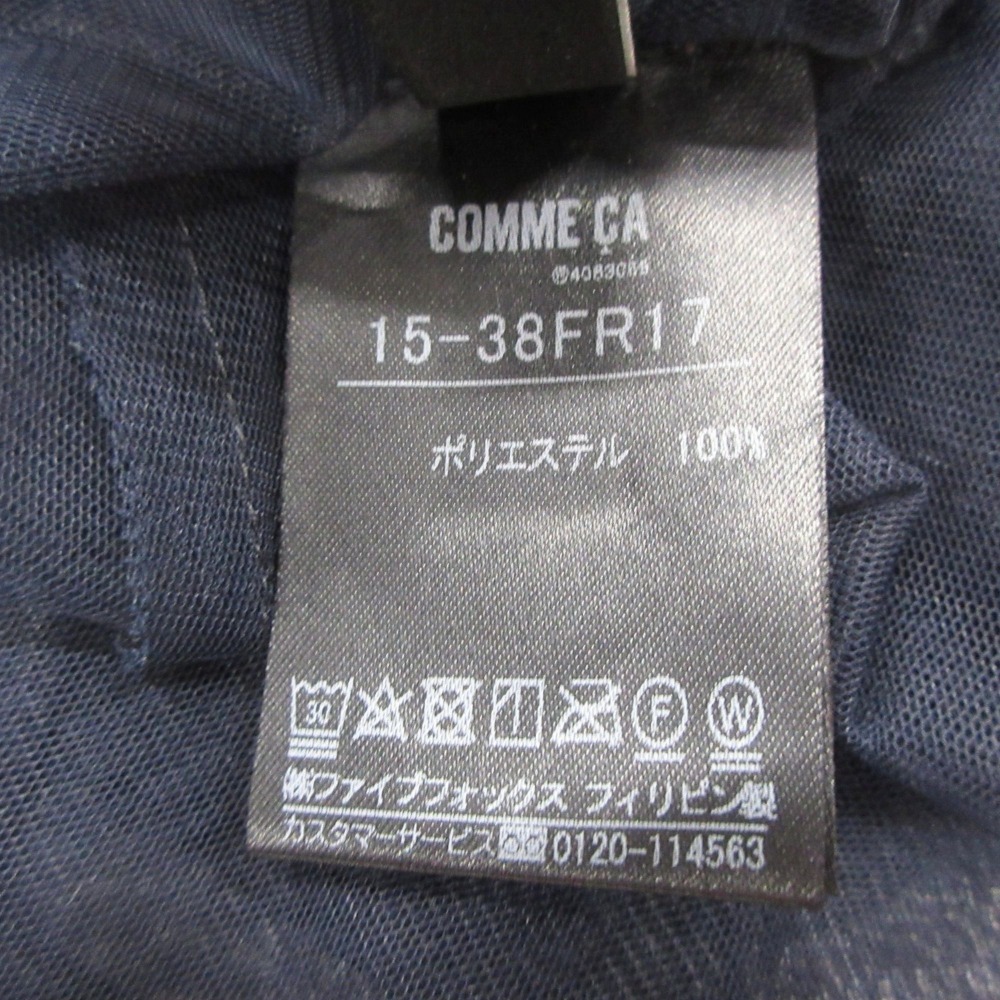 COMME ÇA
15-38FR17
ポリエステル 100%
30 F W
㈱ファイブフォックス フィリピン製
カスタマーサービス 0120-114563